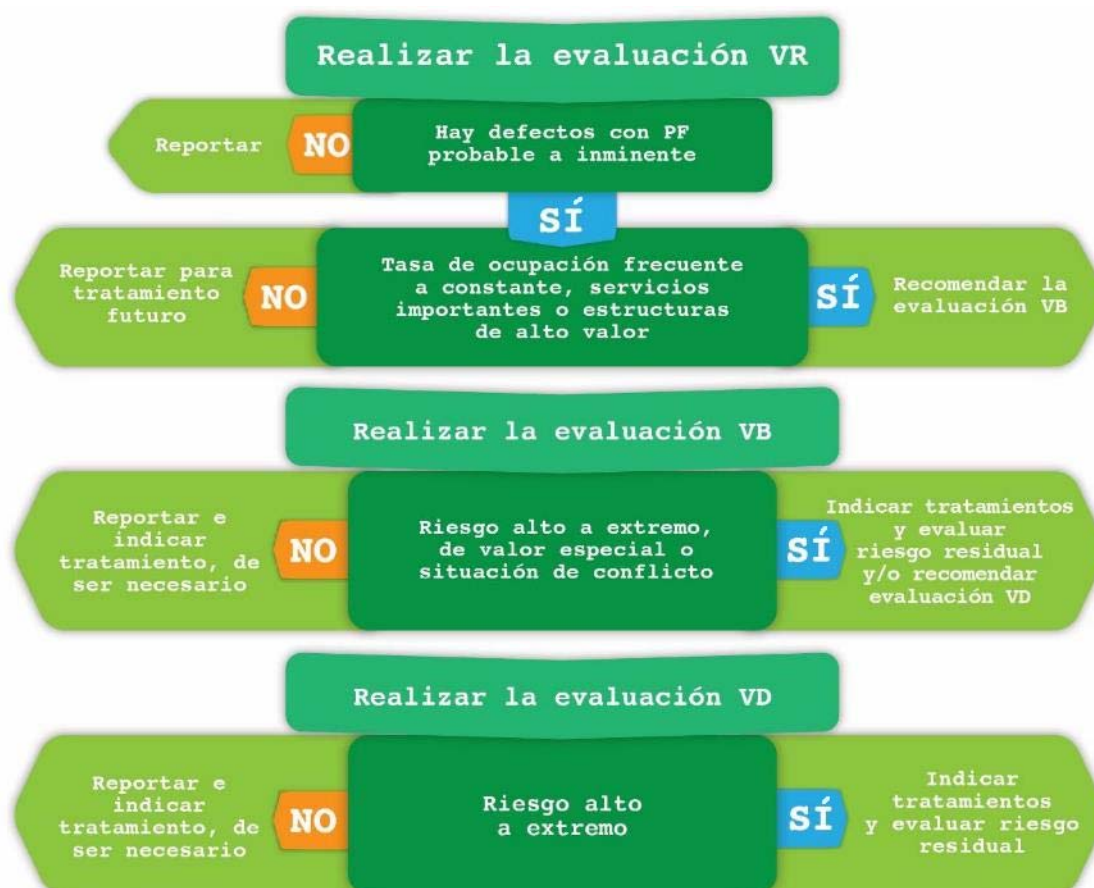 Realizar la evaluación VR
Reportar
NO
Hay defectos con PF
probable a inminente
SÍ
Reportar para
tratamiento
futuro
NO
Tasa de ocupación frecuente
a constante, servicios
importantes o estructuras
de alto valor
SÍ
Recomendar la
evaluación VB
Realizar la evaluación VB
Reportar e
indicar
tratamiento, de
ser necesario
NO
Riesgo alto a extremo,
de valor especial o
situación de conflicto
SÍ
Indicar tratamientos
y evaluar
riesgo residual
y/o recomendar
evaluación VD
Realizar la evaluación VD
Reportar e
indicar
tratamiento, de
ser necesario
NO
Riesgo alto
a extremo
SÍ
Indicar
tratamientos
y evaluar riesgo
residual